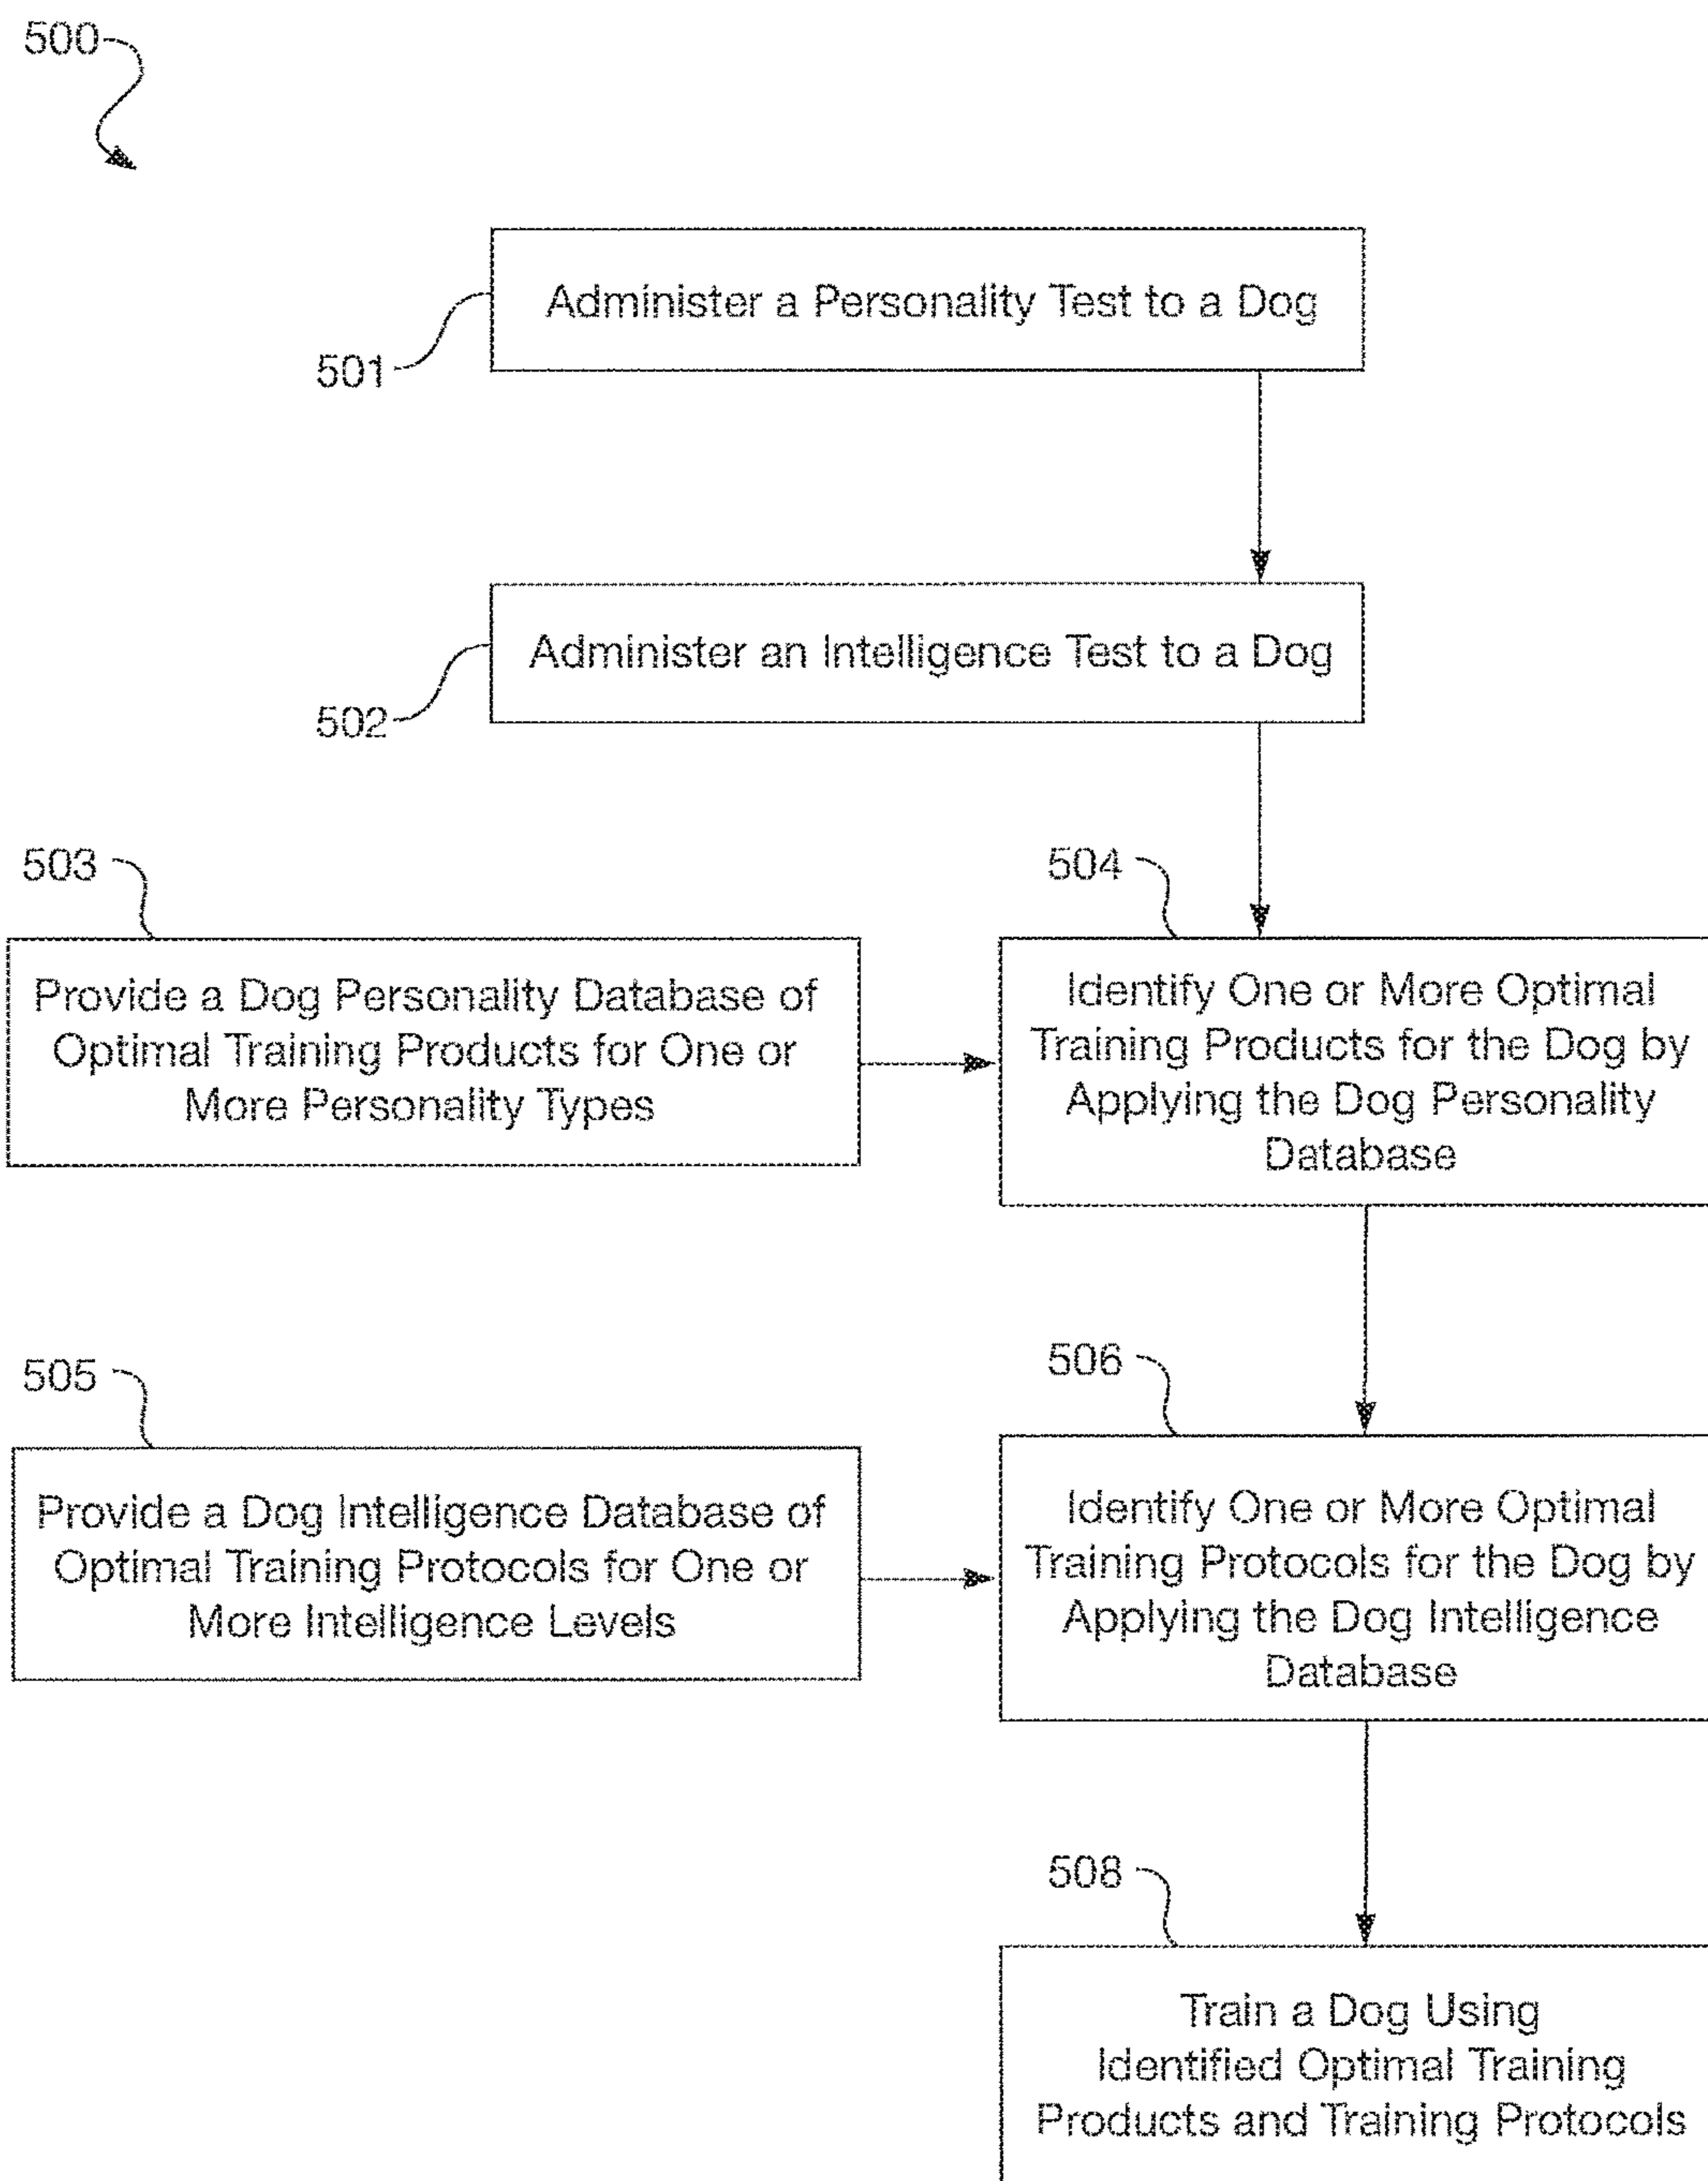 500
Administer a Personality Test to a Dog
501
Administer an Intelligence Test to a Dog
502
503
Provide a Dog Personality Database of
Optimal Training Products for One or
More Personality Types
504
Identify One or More Optimal
Training Products for the Dog by
Applying the Dog Personality
Database
505
Provide a Dog Intelligence Database of
Optimal Training Protocols for One or
More Intelligence Levels
506
Identify One or More Optimal
Training Protocols for the Dog by
Applying the Dog Intelligence
Database
508
Train a Dog Using
Identified Optimal Training
Products and Training Protocols